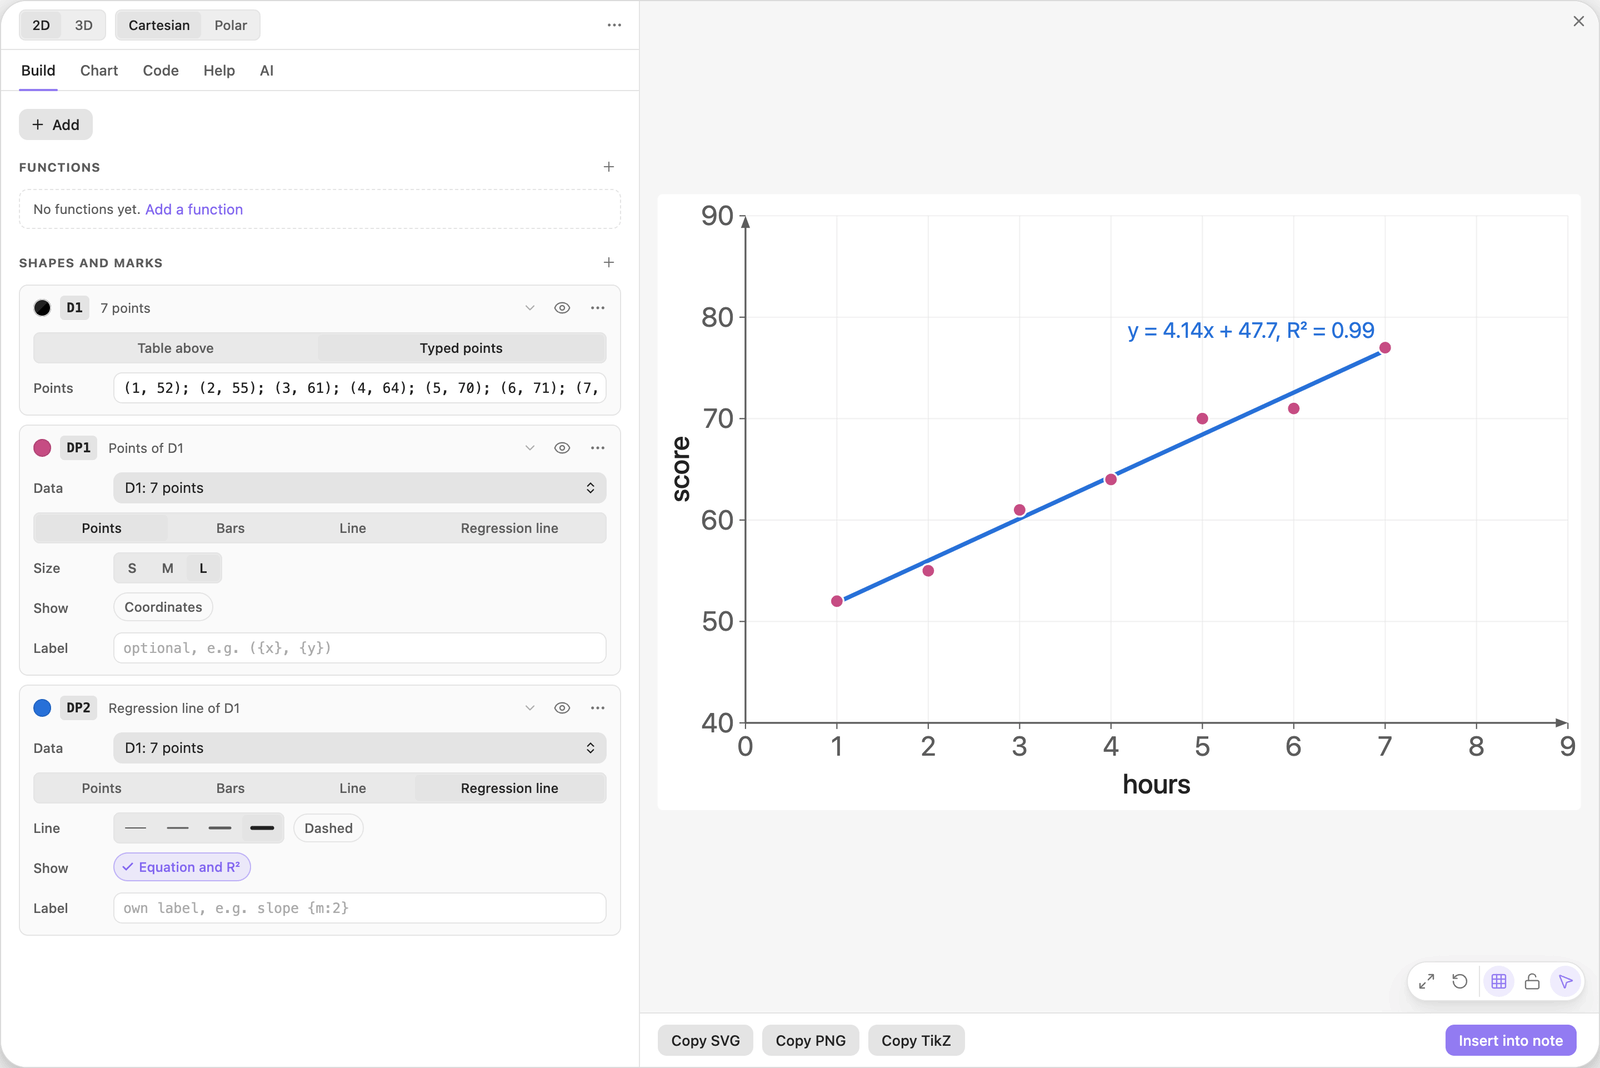 2D 3D Cartesian Polar
Build Chart Code Help AI
+ Add
FUNCTIONS
No functions yet. Add a function
SHAPES AND MARKS
D1 7 points
Table above Typed points
Points (1, 52); (2, 55); (3, 61); (4, 64); (5, 70); (6, 71); (7,
DP1 Points of D1
Data D1: 7 points
Points Bars Line Regression line
Size S M L
Show Coordinates
Label optional, e.g. ({x}, {y})
DP2 Regression line of D1
Data D1: 7 points
Points Bars Line Regression line
Line Dashed
Show Equation and R²
Label own label, e.g. slope {m:2}
90
80
70
60
50
40
score
y = 4.14x + 47.7, R² = 0.99
0 1 2 3 4 5 6 7 8 9
hours
Copy SVG Copy PNG Copy TikZ Insert into note